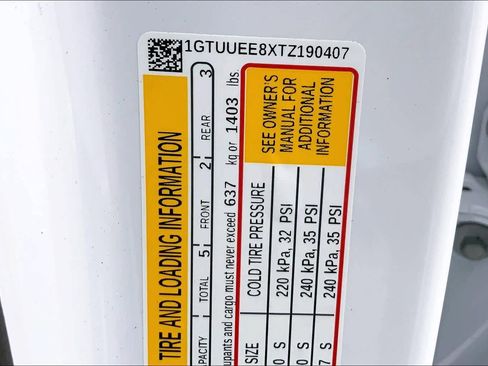 1GTUUEE8XTZ190407
TIRE AND LOADING INFORMATION
TOTAL 5 FRONT 2 REAR 3
must never exceed 637 kg or 1403 lbs
and cargo
SIZE COLD TIRE PRESSURE SEE OWNER'S
MANUAL FOR
ADDITIONAL
INFORMATION
S 220 kPa, 32 PSI
S 240 kPa, 35 PSI
S 240 kPa, 35 PSI